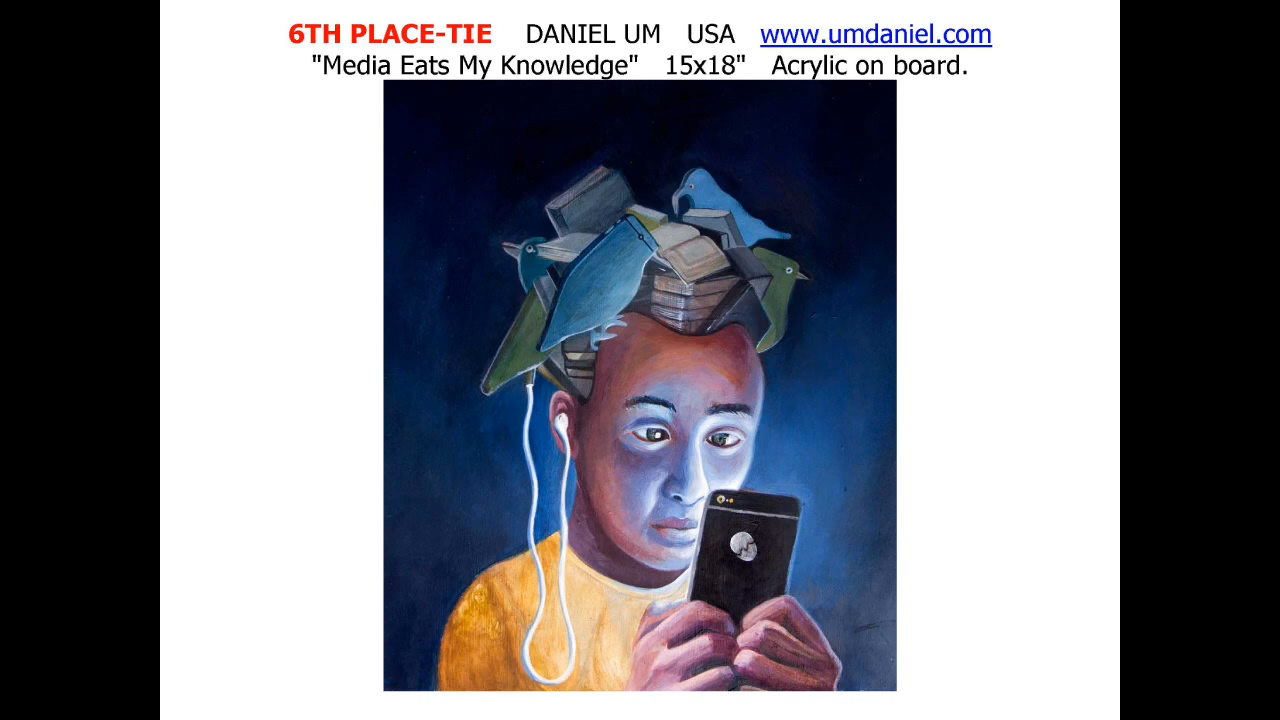 6TH PLACE-TIE DANIEL UM USA www.umdaniel.com
"Media Eats My Knowledge" 15x18" Acrylic on board.